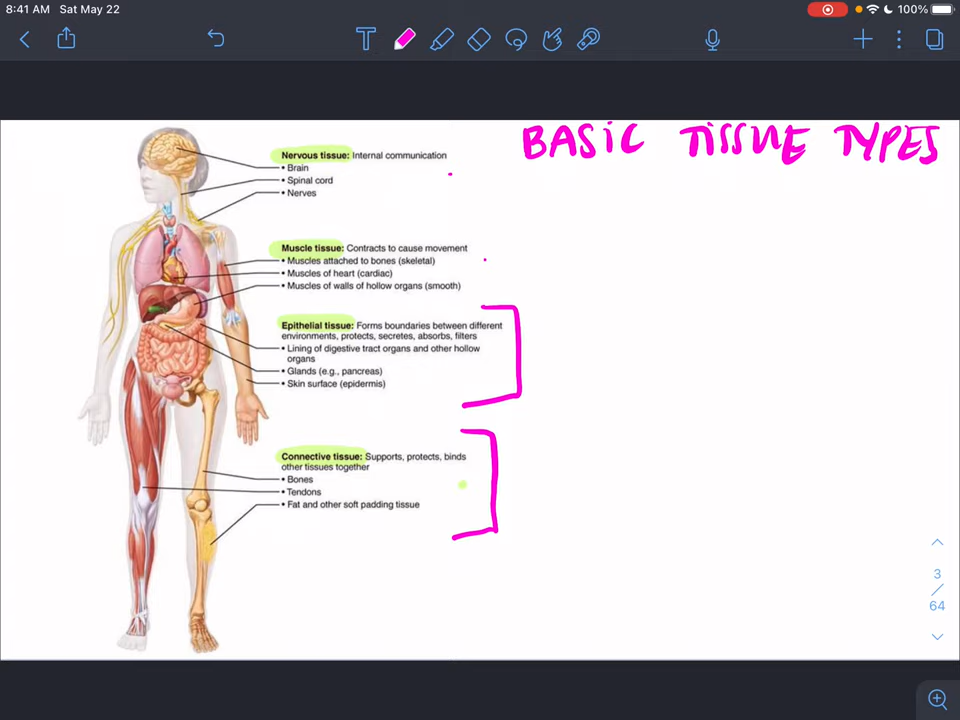 8:41 AM Sat May 22
100%
BASIC TISSUE TYPES
Nervous tissue: Internal communication
• Brain
• Spinal cord
• Nerves
Muscle tissue: Contracts to cause movement
• Muscles attached to bones (skeletal)
• Muscles of heart (cardiac)
• Muscles of walls of hollow organs (smooth)
Epithelial tissue: Forms boundaries between different
environments, protects, secretes, absorbs, filters
• Lining of digestive tract organs and other hollow
organs
• Glands (e.g., pancreas)
• Skin surface (epidermis)
Connective tissue: Supports, protects, binds
other tissues together
• Bones
• Tendons
• Fat and other soft padding tissue
3
/
64